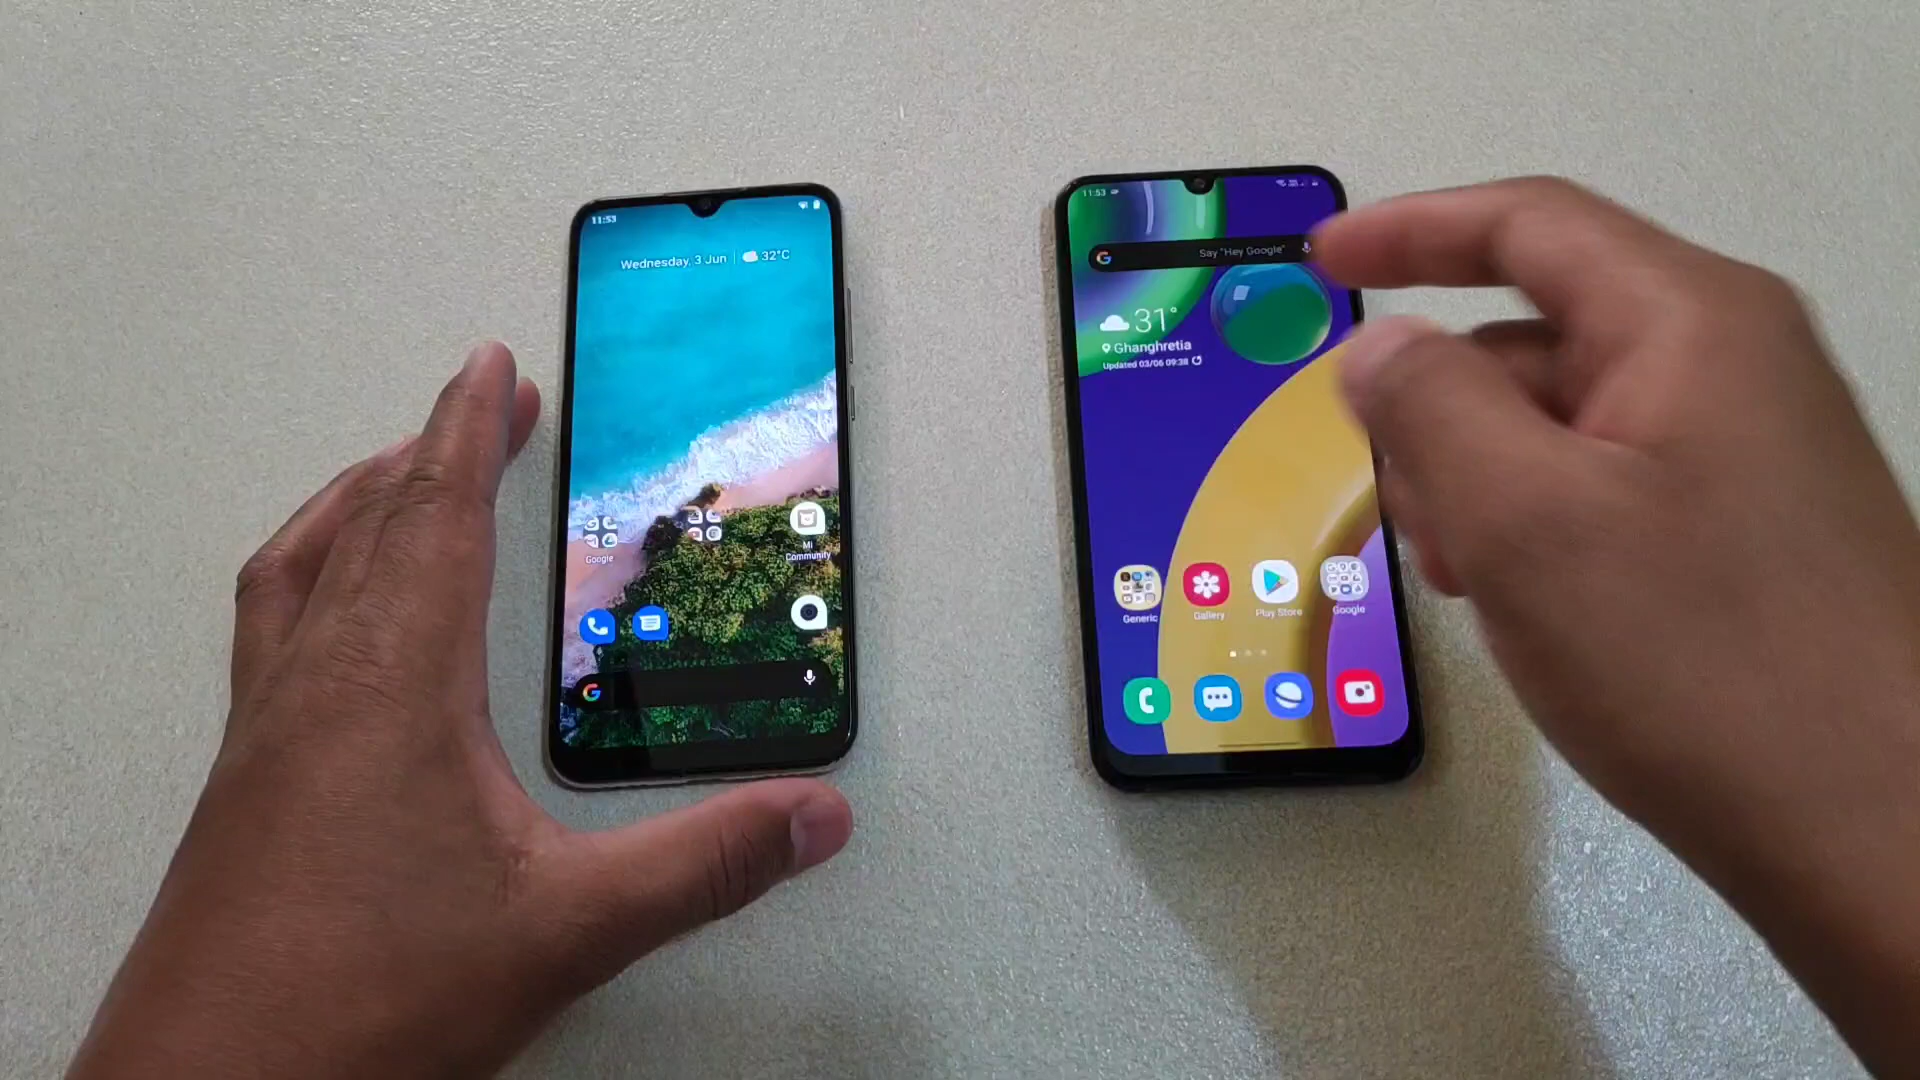 11:53
Wednesday, 3 Jun
32°C
Google
Mi
Community
11:53
Say "Hey Google"
31°
Ghanghretia
Updated 03/06 09:38
Generic
Gallery
Play Store
Google